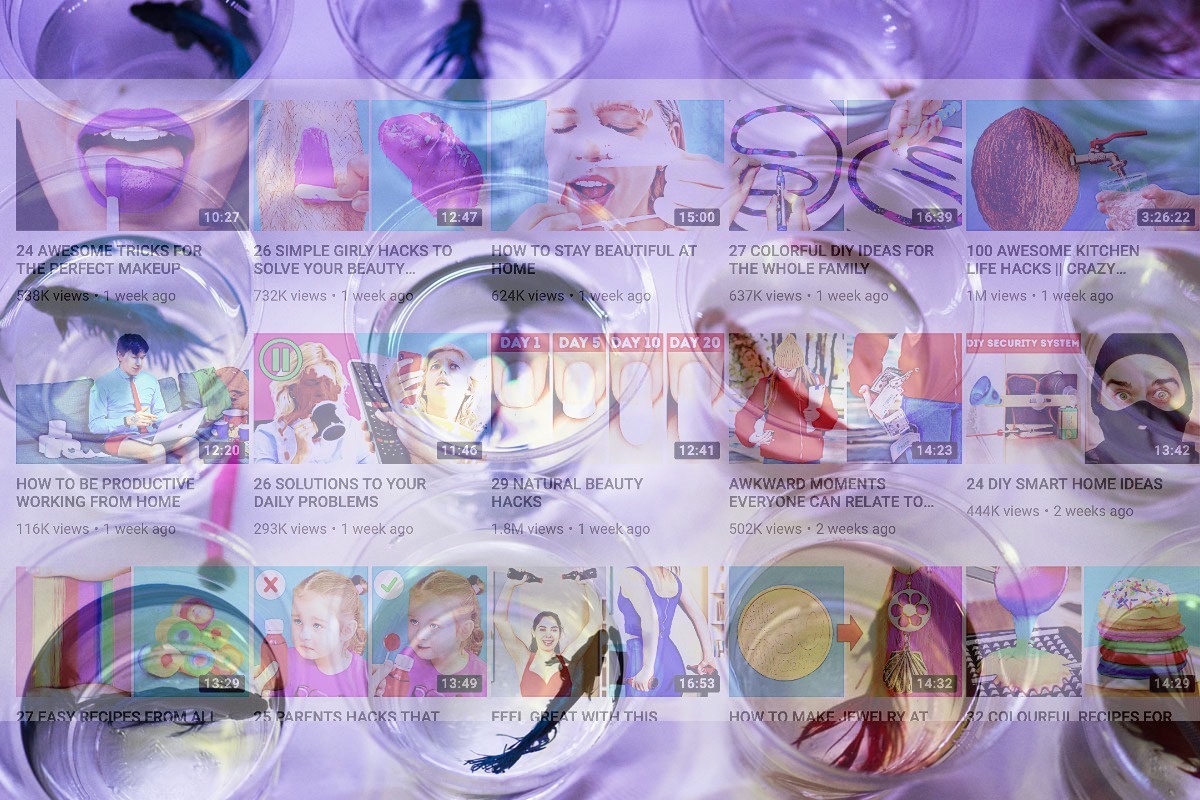 10:27
12:47
15:00
16:39
3:26:22
24 AWESOME TRICKS FOR
THE PERFECT MAKEUP
538K views • 1 week ago
26 SIMPLE GIRLY HACKS TO
SOLVE YOUR BEAUTY...
732K views • 1 week ago
HOW TO STAY BEAUTIFUL AT
HOME
624K views • 1 week ago
27 COLORFUL DIY IDEAS FOR
THE WHOLE FAMILY
637K views • 1 week ago
100 AWESOME KITCHEN
LIFE HACKS || CRAZY...
1M views • 1 week ago
DAY 1
DAY 5
DAY 10
DAY 20
DIY SECURITY SYSTEM
12:20
11:46
12:41
14:23
13:42
HOW TO BE PRODUCTIVE
WORKING FROM HOME
116K views • 1 week ago
26 SOLUTIONS TO YOUR
DAILY PROBLEMS
293K views • 1 week ago
29 NATURAL BEAUTY
HACKS
1.8M views • 1 week ago
AWKWARD MOMENTS
EVERYONE CAN RELATE TO...
502K views • 2 weeks ago
24 DIY SMART HOME IDEAS
444K views • 2 weeks ago
13:29
13:49
16:53
14:32
14:29
27 EASY RECIPES FROM ALL
25 PARENTS HACKS THAT
FEEL GREAT WITH THIS
HOW TO MAKE JEWELRY AT
32 COLOURFUL RECIPES FOR